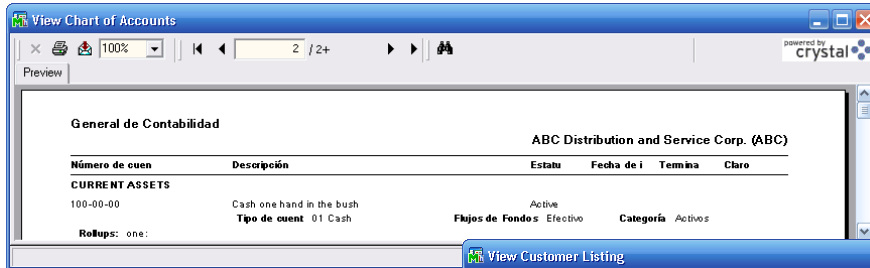 View Chart of Accounts
100% 2 / 2+ powered by crystal
Preview
General de Contabilidad
ABC Distribution and Service Corp. (ABC)
Número de cuen Descripción Estatu Fecha de i Termina Claro
CURRENT ASSETS
100-00-00 Cash one hand in the bush Active
Tipo de cuent 01 Cash Flujos de Fondos Efectivo Categoría Activos
Rollups: one:
View Customer Listing